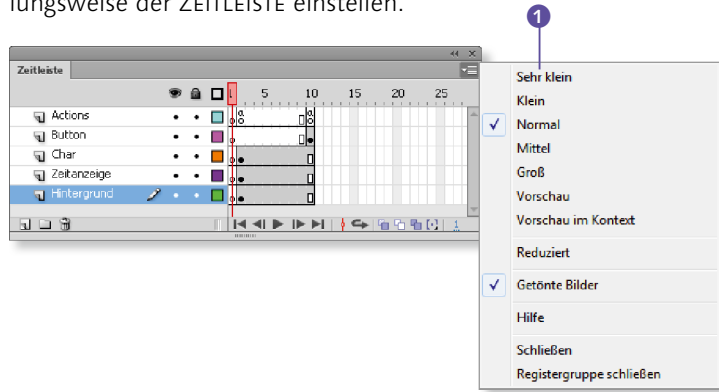 lungsweise der ZEITLEISTE einstellen.
1
Zeitleiste
1 5 10 15 20 25
Actions
Button
Char
Zeitanzeige
Hintergrund
1
Sehr klein
Klein
Normal
Mittel
Groß
Vorschau
Vorschau im Kontext
Reduziert
Getönte Bilder
Hilfe
Schließen
Registergruppe schließen